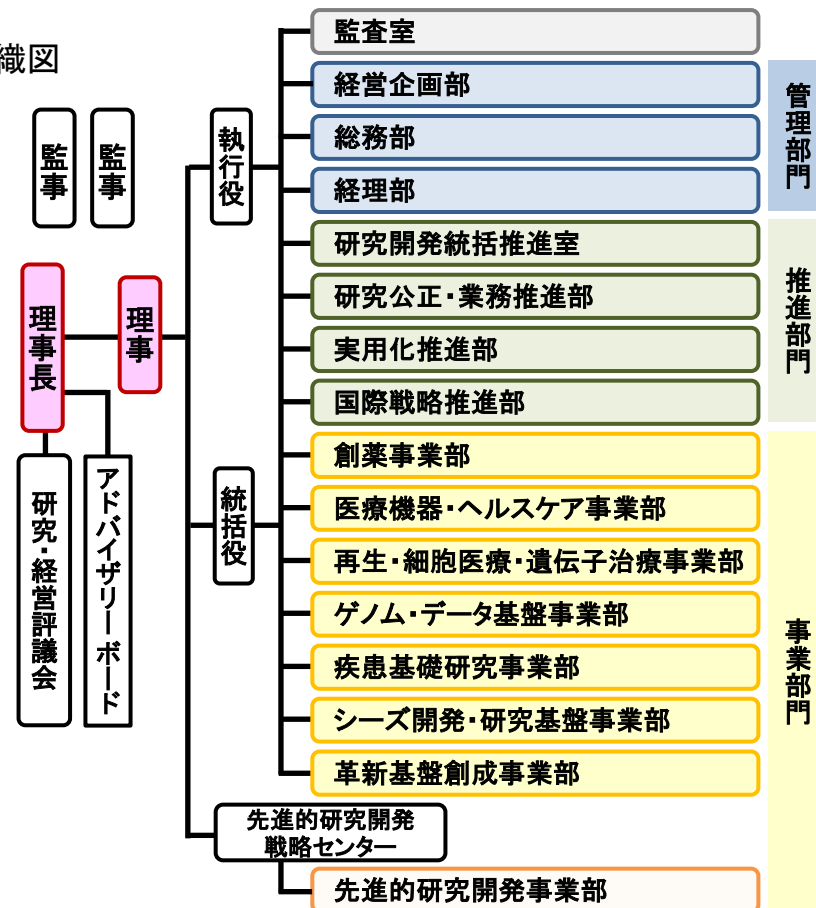 織図
監事
監事
理事長
理事
研究・経営評議会
アドバイザリーボード
執行役
統括役
監査室
経営企画部
総務部
経理部
管理部門
研究開発統括推進室
研究公正・業務推進部
実用化推進部
国際戦略推進部
推進部門
創薬事業部
医療機器・ヘルスケア事業部
再生・細胞医療・遺伝子治療事業部
ゲノム・データ基盤事業部
疾患基礎研究事業部
シーズ開発・研究基盤事業部
革新基盤創成事業部
事業部門
先進的研究開発
戦略センター
先進的研究開発事業部